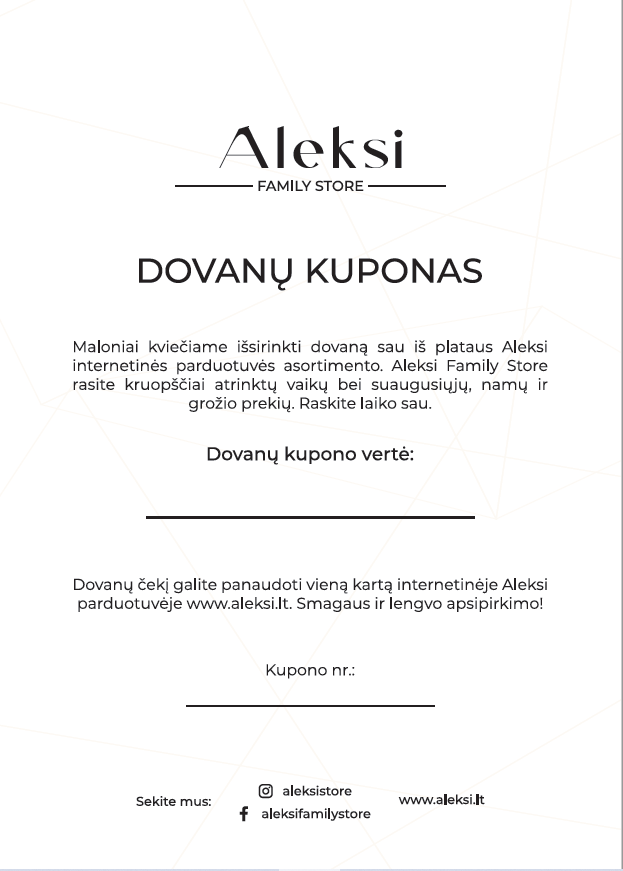 Aleksi
FAMILY STORE
DOVANŲ KUPONAS
Maloniai kviečiame išsirinkti dovaną sau iš plataus Aleksi
internetinės parduotuvės asortimento. Aleksi Family Store
rasite kruopščiai atrinktų vaikų bei suaugusiųjų, namų ir
grožio prekių. Raskite laiko sau.
Dovanų kupono vertė:
Dovanų čekį galite panaudoti vieną kartą internetinėje Aleksi
parduotuvėje www.aleksi.lt. Smagaus ir lengvo apsipirkimo!
Kupono nr.:
Sekite mus:
aleksistore
aleksifamilystore
www.aleksi.lt